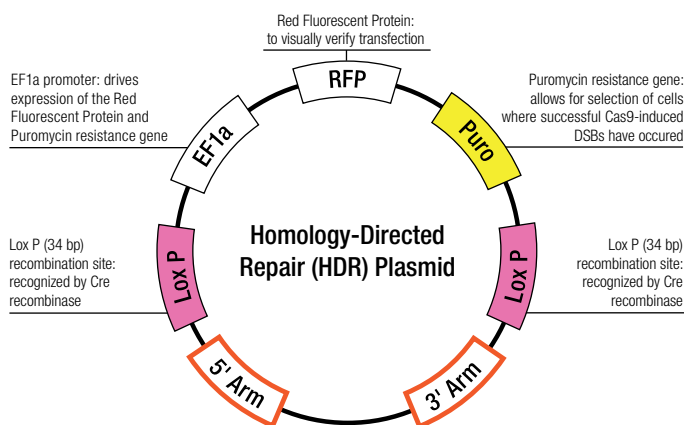 Red Fluorescent Protein:
to visually verify transfection
EF1a promoter: drives
expression of the Red
Fluorescent Protein and
Puromycin resistance gene
RFP
Puromycin resistance gene:
allows for selection of cells
where successful Cas9-induced
DSBs have occured
EF1a
Puro
Homology-Directed
Repair (HDR) Plasmid
Lox P (34 bp)
recombination site:
recognized by Cre
recombinase
Lox P
Lox P
Lox P (34 bp)
recombination site:
recognized by Cre
recombinase
5' Arm
3' Arm